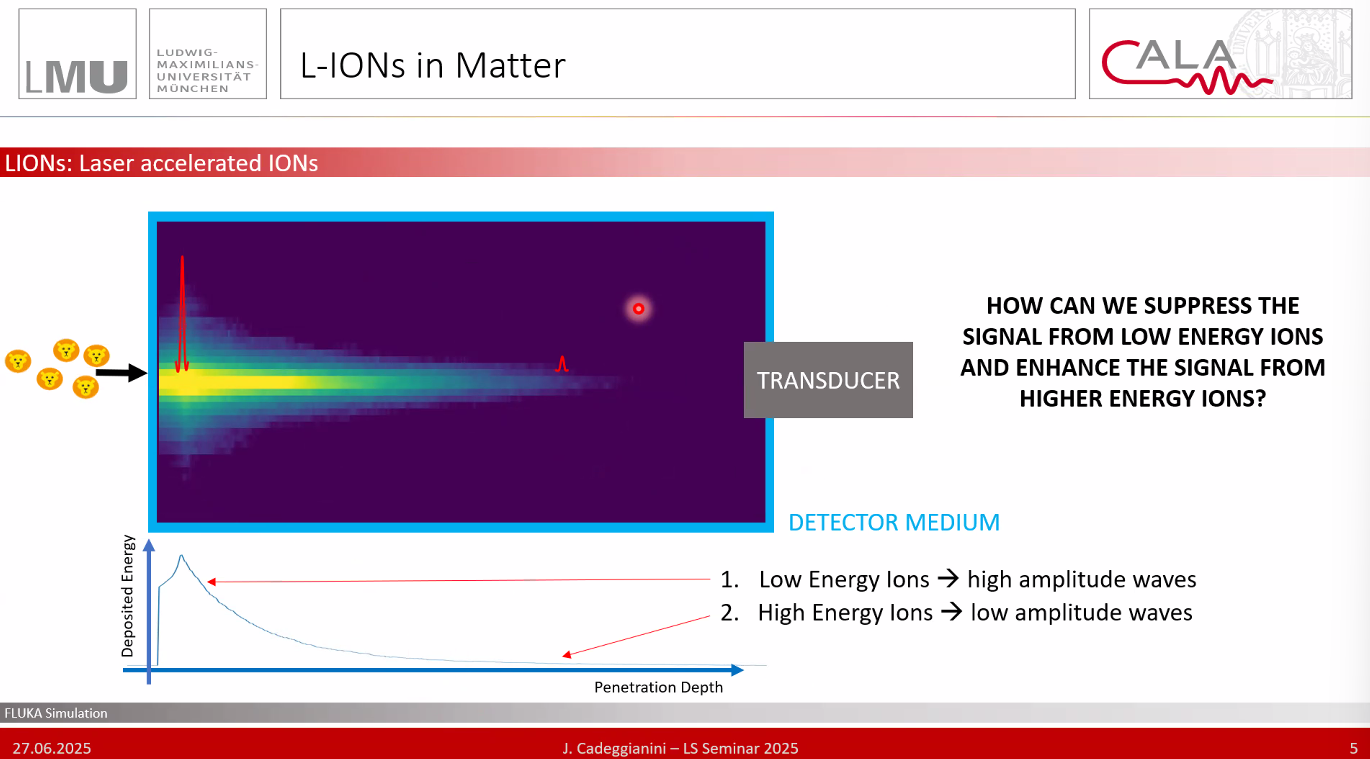 LMU
LUDWIG-
MAXIMILIANS-
UNIVERSITÄT
MÜNCHEN
L-IONs in Matter
CALA
LIONs: Laser accelerated IONs
HOW CAN WE SUPPRESS THE
SIGNAL FROM LOW ENERGY IONS
AND ENHANCE THE SIGNAL FROM
HIGHER ENERGY IONS?
TRANSDUCER
DETECTOR MEDIUM
Deposited Energy
1. Low Energy Ions → high amplitude waves
2. High Energy Ions → low amplitude waves
Penetration Depth
FLUKA Simulation
27.06.2025
J. Cadeggianini – LS Seminar 2025
5